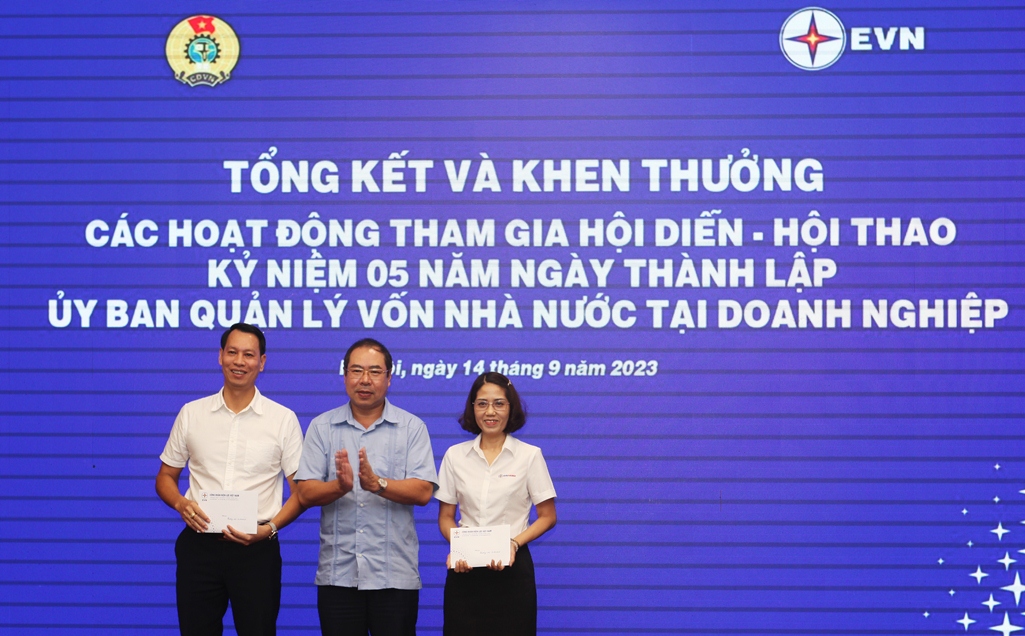 CĐVN
EVN
TỔNG KẾT VÀ KHEN THƯỞNG
CÁC HOẠT ĐỘNG THAM GIA HỘI DIỄN - HỘI THAO
KỶ NIỆM 05 NĂM NGÀY THÀNH LẬP
ỦY BAN QUẢN LÝ VỐN NHÀ NƯỚC TẠI DOANH NGHIỆP
ngày 14 tháng 9 năm 2023